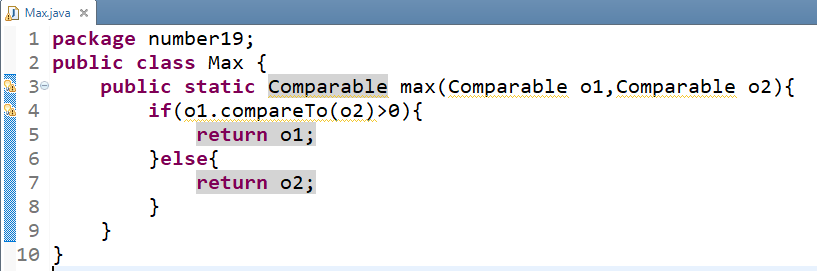 Max.java
1 package number19;
2 public class Max {
3     public static Comparable max(Comparable o1,Comparable o2){
4         if(o1.compareTo(o2)>0){
5             return o1;
6         }else{
7             return o2;
8         }
9     }
10 }